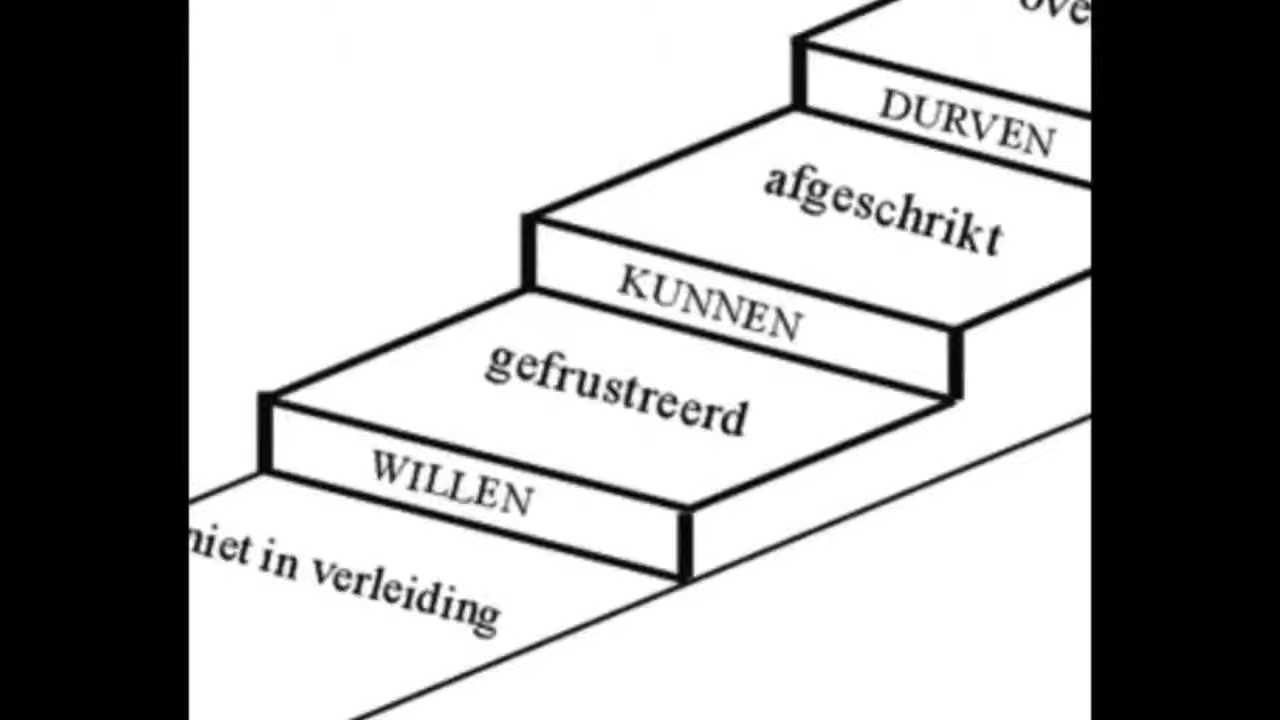 DURVEN
afgeschrikt
KUNNEN
gefrustreerd
WILLEN
niet in verleiding